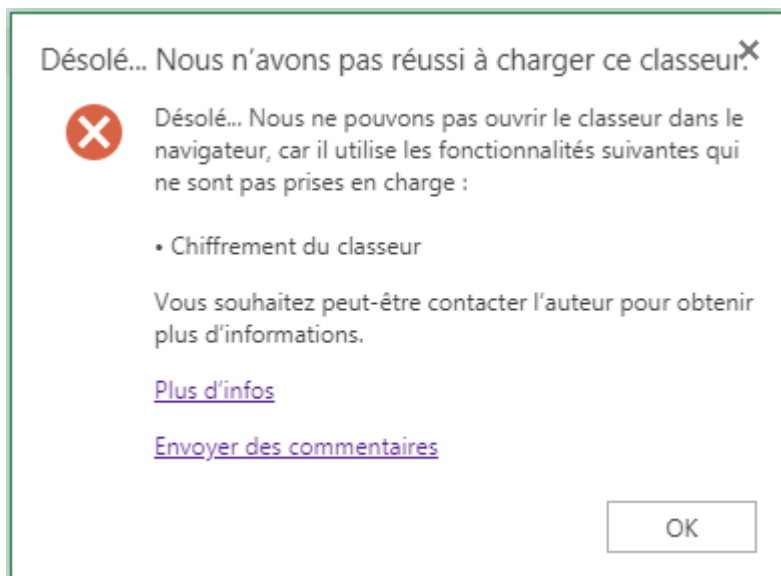 Désolé... Nous n'avons pas réussi à charger ce classeur.
Désolé... Nous ne pouvons pas ouvrir le classeur dans le
navigateur, car il utilise les fonctionnalités suivantes qui
ne sont pas prises en charge :
• Chiffrement du classeur
Vous souhaitez peut-être contacter l'auteur pour obtenir
plus d'informations.
Plus d'infos
Envoyer des commentaires
OK